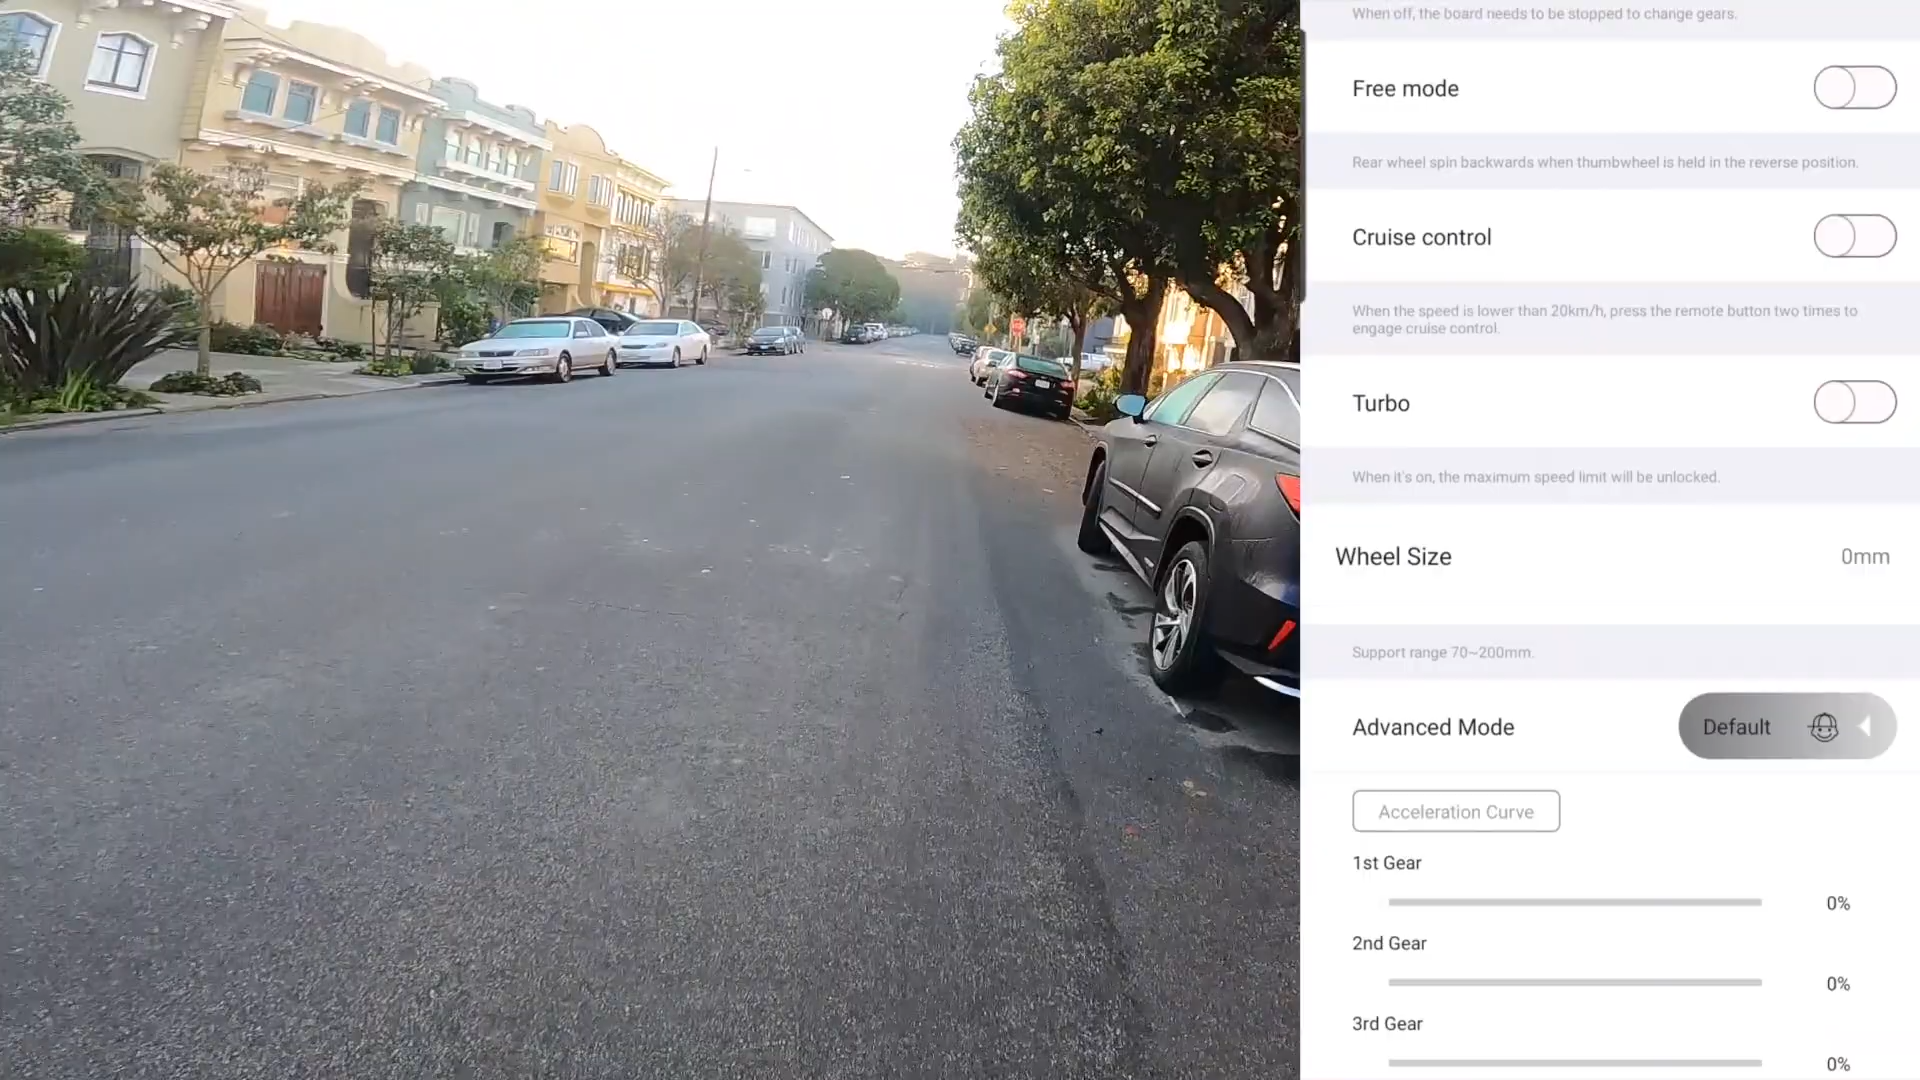 When off, the board needs to be stopped to change gears.
Free mode
Rear wheel spin backwards when thumbwheel is held in the reverse position.
Cruise control
When the speed is lower than 20km/h, press the remote button two times to
engage cruise control.
Turbo
When it's on, the maximum speed limit will be unlocked.
Wheel Size 0mm
Support range 70~200mm.
Advanced Mode Default
Acceleration Curve
1st Gear
0%
2nd Gear
0%
3rd Gear
0%